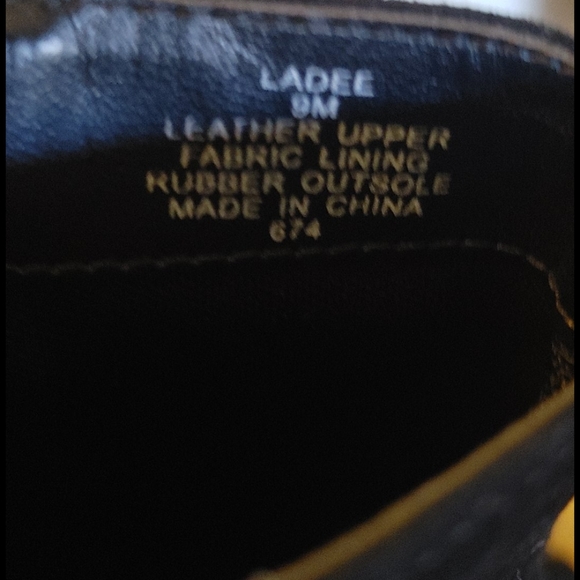 LADEE
9M
LEATHER UPPER
FABRIC LINING
RUBBER OUTSOLE
MADE IN CHINA
674